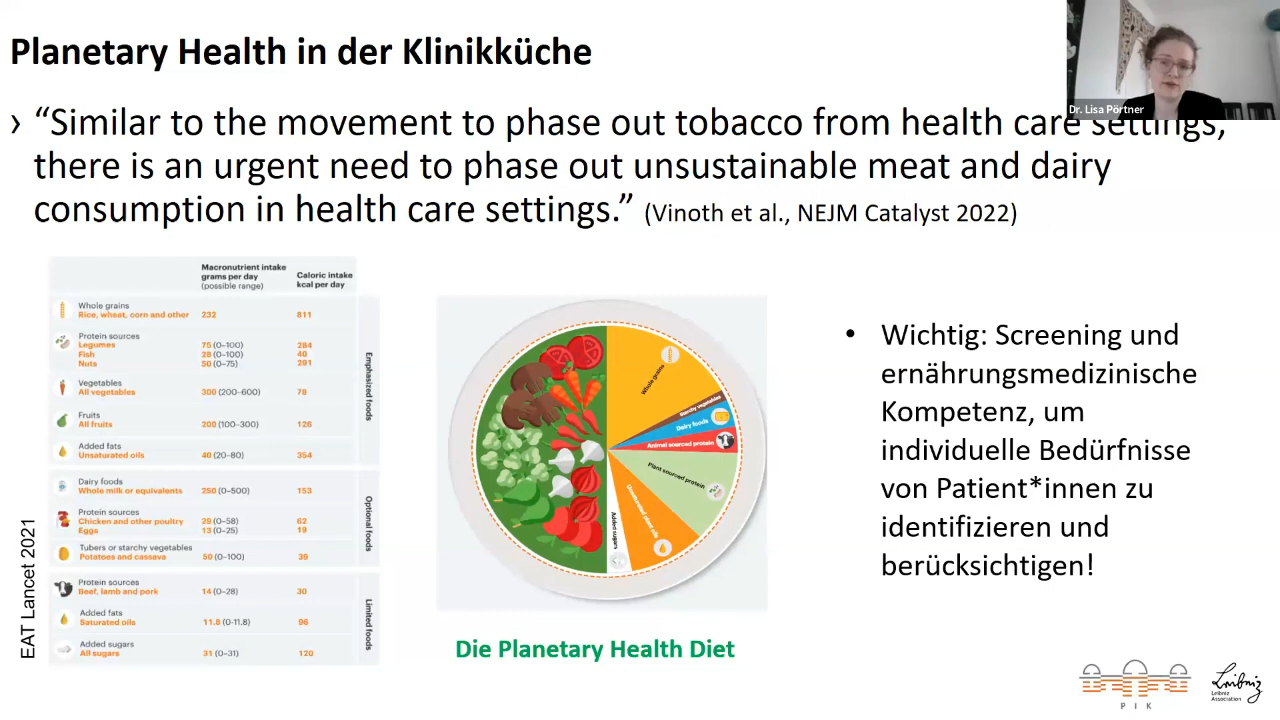 Planetary Health in der Klinikküche
Dr. Lisa Pörtner
› “Similar to the movement to phase out tobacco from health care settings,
there is an urgent need to phase out unsustainable meat and dairy
consumption in health care settings.” (Vinoth et al., NEJM Catalyst 2022)
Macronutrient intake
grams per day
(possible range)
Caloric intake
kcal per day
Whole grains
Rice, wheat, corn and other 232 811
Protein sources
Legumes 75 (0–100) 284
Fish 28 (0–100) 40
Nuts 50 (0–75) 291
Vegetables
All vegetables 300 (200–600) 78
Fruits
All fruits 200 (100–300) 126
Added fats
Unsaturated oils 40 (20–80) 354
Emphasized foods
Dairy foods
Whole milk or equivalents 250 (0–500) 153
Protein sources
Chicken and other poultry 29 (0–58) 62
Eggs 13 (0–25) 19
Tubers or starchy vegetables
Potatoes and cassava 50 (0–100) 39
Optional foods
Protein sources
Beef, lamb and pork 14 (0–28) 30
Added fats
Saturated oils 11.8 (0-11.8) 96
Added sugars
All sugars 31 (0–31) 120
Limited foods
EAT Lancet 2021
Whole grains
Starchy vegetables
Dairy foods
Animal sourced protein
Plant sourced protein
Unsaturated plant oils
Added sugars
Die Planetary Health Diet
• Wichtig: Screening und
ernährungsmedizinische
Kompetenz, um
individuelle Bedürfnisse
von Patient*innen zu
identifizieren und
berücksichtigen!
PIK
Leibniz
Leibniz
Association